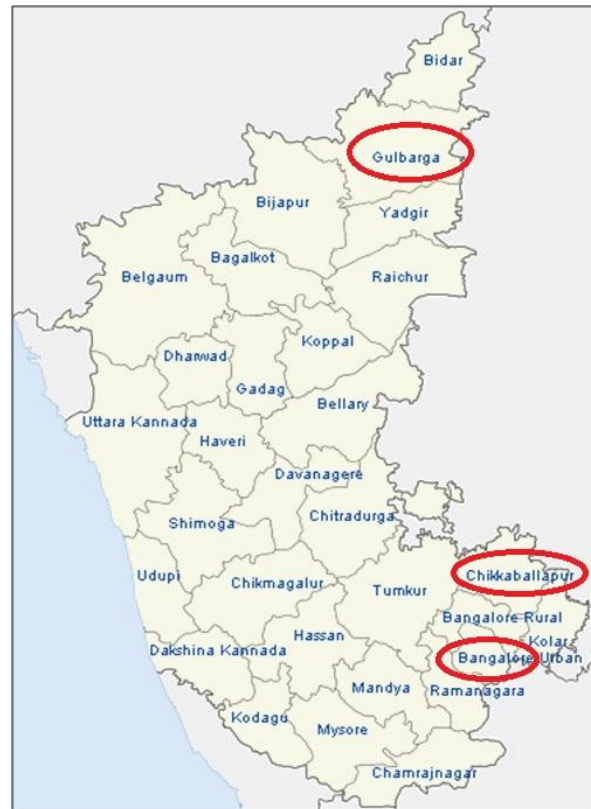 Bidar
Gulbarga
Bijapur
Yadgir
Bagalkot
Belgaum
Raichur
Koppal
Dharwad
Gadag
Bellary
Uttara Kannada
Haveri
Davanagere
Chitradurga
Shimoga
Udupi
Chikmagalur
Tumkur
Chikkaballapur
Bangalore Rural
Hassan
Kolar
Dakshina Kannada
Bangalore Urban
Mandya
Ramanagara
Kodagu
Mysore
Chamrajnagar